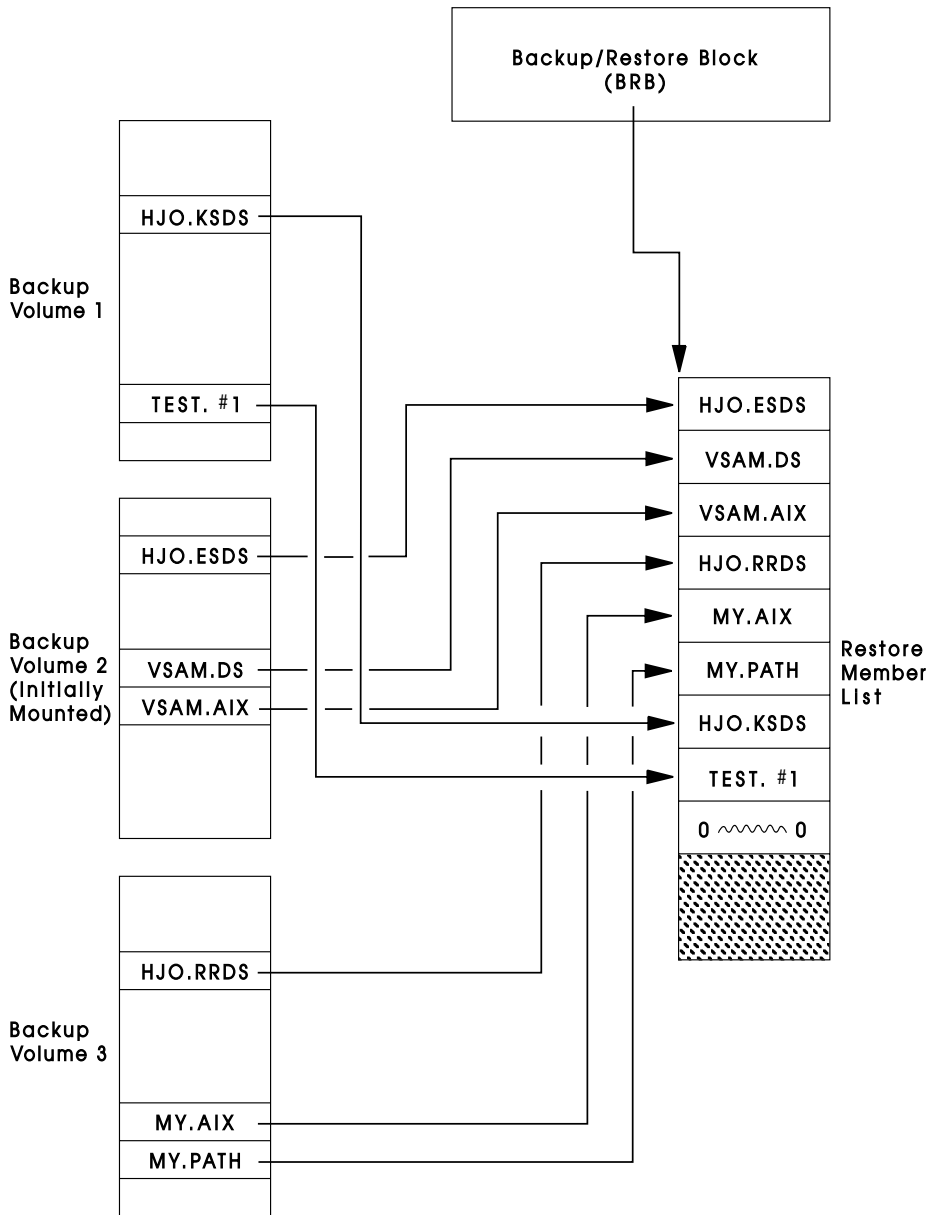 Backup/Restore Block
(BRB)
Backup
Volume 1
HJO.KSDS
TEST. #1
Backup
Volume 2
(Initially
Mounted)
HJO.ESDS
VSAM.DS
VSAM.AIX
Backup
Volume 3
HJO.RRDS
MY.AIX
MY.PATH
HJO.ESDS
VSAM.DS
VSAM.AIX
HJO.RRDS
MY.AIX
MY.PATH
HJO.KSDS
TEST. #1
0 0
Restore
Member
List